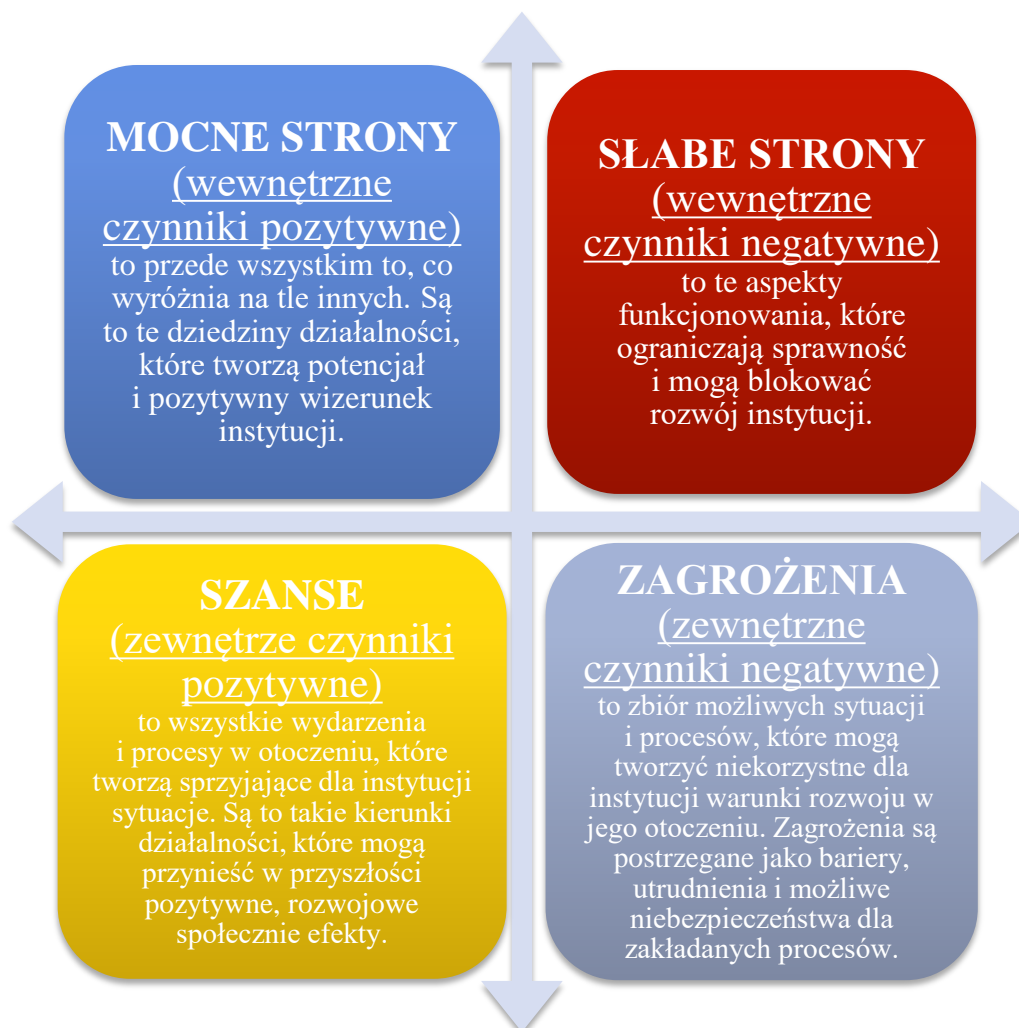 MOCNE STRONY
(wewnętrzne
czynniki pozytywne)
to przede wszystkim to, co
wyróżnia na tle innych. Są
to te dziedziny działalności,
które tworzą potencjał
i pozytywny wizerunek
instytucji.
SŁABE STRONY
(wewnętrzne
czynniki negatywne)
to te aspekty
funkcjonowania, które
ograniczają sprawność
i mogą blokować
rozwój instytucji.
SZANSE
(zewnętrze czynniki
pozytywne)
to wszystkie wydarzenia
i procesy w otoczeniu, które
tworzą sprzyjające dla instytucji
sytuacje. Są to takie kierunki
działalności, które mogą
przynieść w przyszłości
pozytywne, rozwojowe
społecznie efekty.
ZAGROŻENIA
(zewnętrzne
czynniki negatywne)
to zbiór możliwych sytuacji
i procesów, które mogą
tworzyć niekorzystne dla
instytucji warunki rozwoju w
jego otoczeniu. Zagrożenia są
postrzegane jako bariery,
utrudnienia i możliwe
niebezpieczeństwa dla
zakładanych procesów.